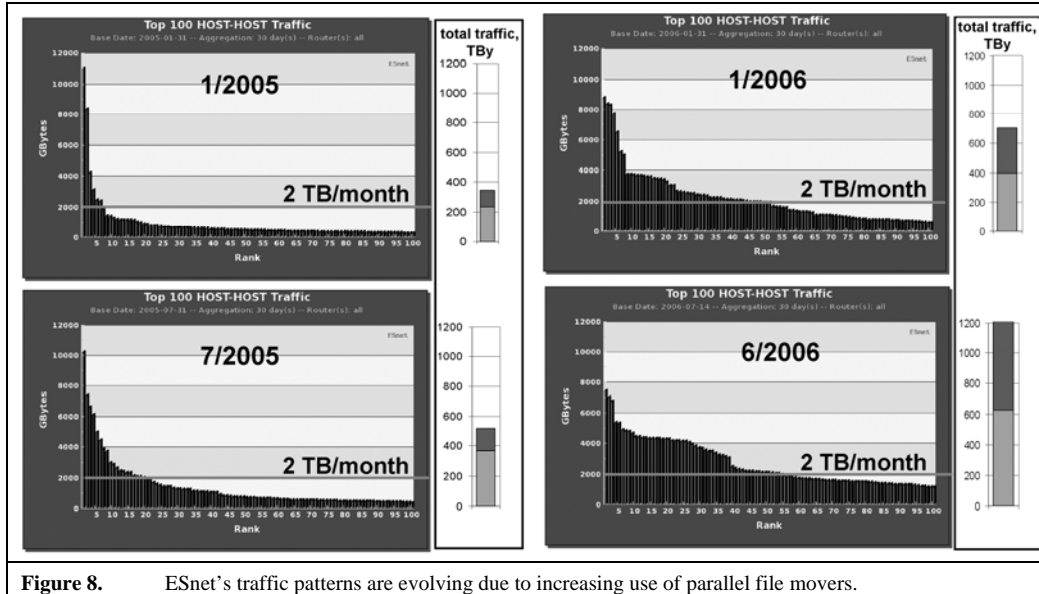 Top 100 HOST-HOST Traffic
Base Date: 2005-01-31 -- Aggregation: 30 day(s) -- Router(s): all
12000
10000
8000
6000
4000
2000
0
GBytes
ESnet
1/2005
2 TB/month
5 10 15 20 25 30 35 40 45 50 55 60 65 70 75 80 85 90 95 100
Rank
total traffic,
TBy
1200
1000
800
600
400
200
0
Top 100 HOST-HOST Traffic
Base Date: 2006-01-31 -- Aggregation: 30 day(s) -- Router(s): all
12000
10000
8000
6000
4000
2000
0
GBytes
ESnet
1/2006
2 TB/month
5 10 15 20 25 30 35 40 45 50 55 60 65 70 75 80 85 90 95 100
Rank
total traffic,
TBy
1200
1000
800
600
400
200
0
Top 100 HOST-HOST Traffic
Base Date: 2005-07-31 -- Aggregation: 30 day(s) -- Router(s): all
12000
10000
8000
6000
4000
2000
0
GBytes
ESnet
7/2005
2 TB/month
5 10 15 20 25 30 35 40 45 50 55 60 65 70 75 80 85 90 95 100
Rank
1200
1000
800
600
400
200
0
Top 100 HOST-HOST Traffic
Base Date: 2006-07-14 -- Aggregation: 30 day(s) -- Router(s): all
12000
10000
8000
6000
4000
2000
0
GBytes
ESnet
6/2006
2 TB/month
5 10 15 20 25 30 35 40 45 50 55 60 65 70 75 80 85 90 95 100
Rank
1200
1000
800
600
400
200
0
Figure 8. ESnet's traffic patterns are evolving due to increasing use of parallel file movers.